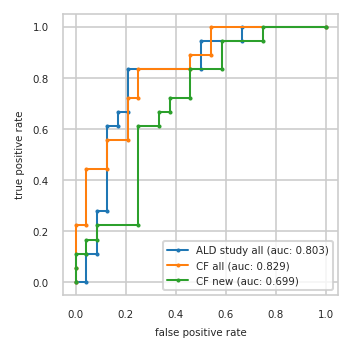 1.0
0.8
0.6
0.4
0.2
0.0
true positive rate
ALD study all (auc: 0.803)
CF all (auc: 0.829)
CF new (auc: 0.699)
0.0 0.2 0.4 0.6 0.8 1.0
false positive rate